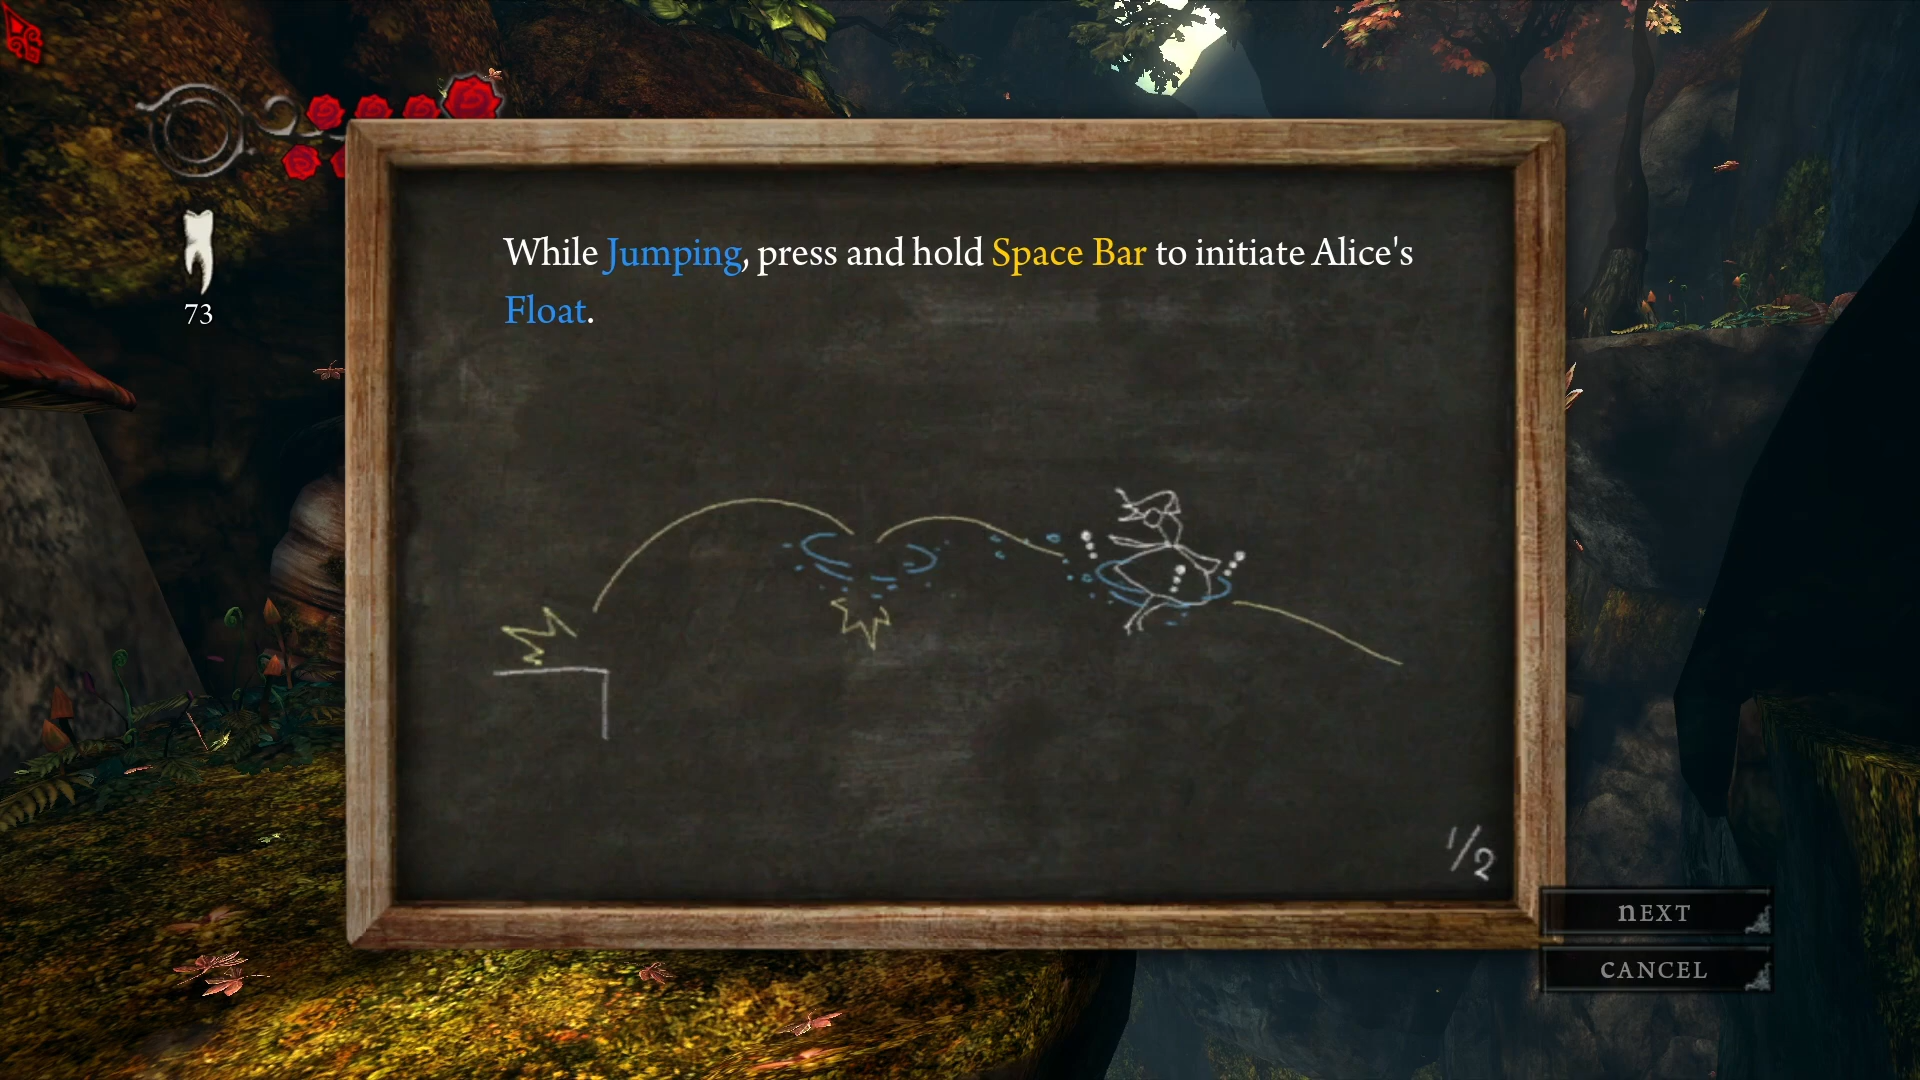 73
While Jumping, press and hold Space Bar to initiate Alice's
Float.
1/2
NEXT
CANCEL